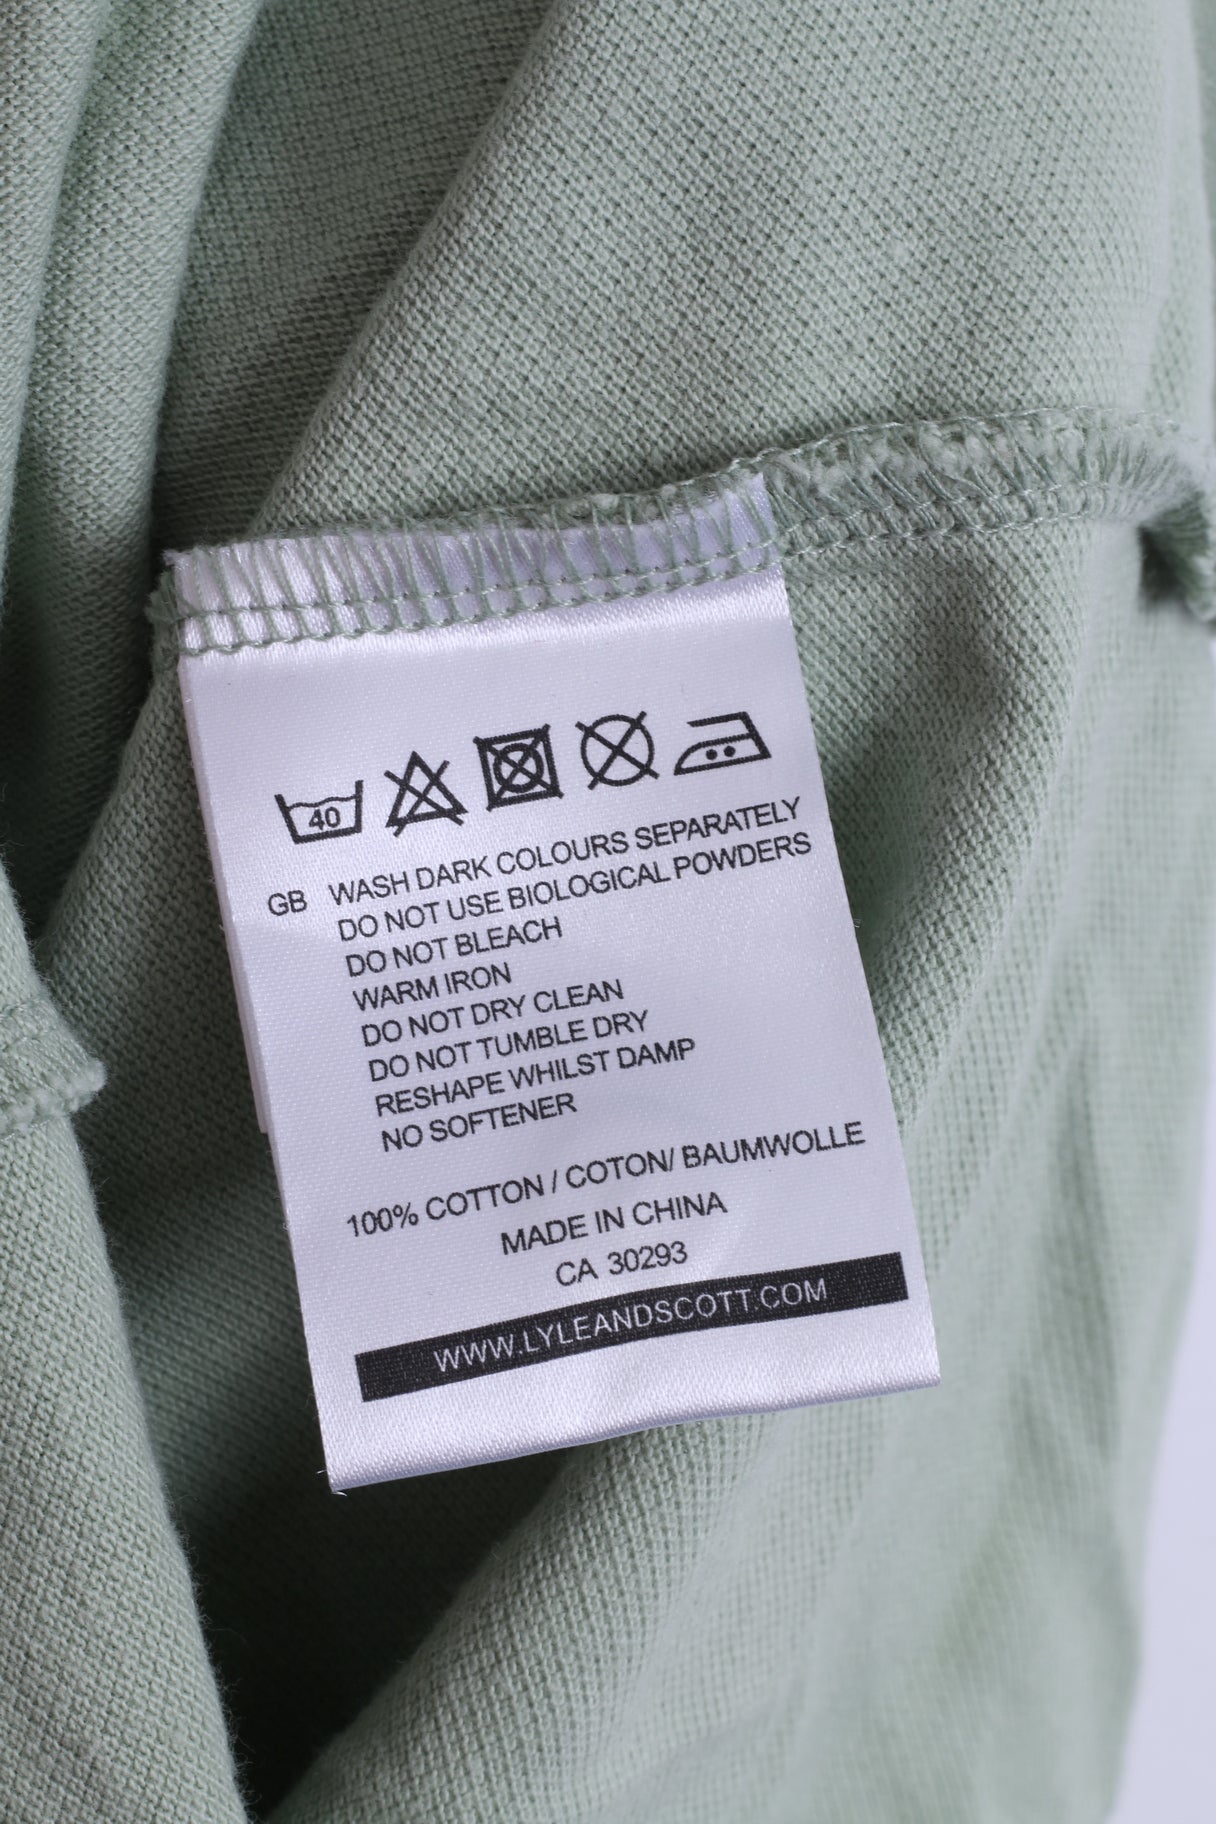 40
GB WASH DARK COLOURS SEPARATELY
DO NOT USE BIOLOGICAL POWDERS
DO NOT BLEACH
WARM IRON
DO NOT DRY CLEAN
DO NOT TUMBLE DRY
RESHAPE WHILST DAMP
NO SOFTENER
100% COTTON / COTON/ BAUMWOLLE
MADE IN CHINA
CA 30293
WWW.LYLEANDSCOTT.COM